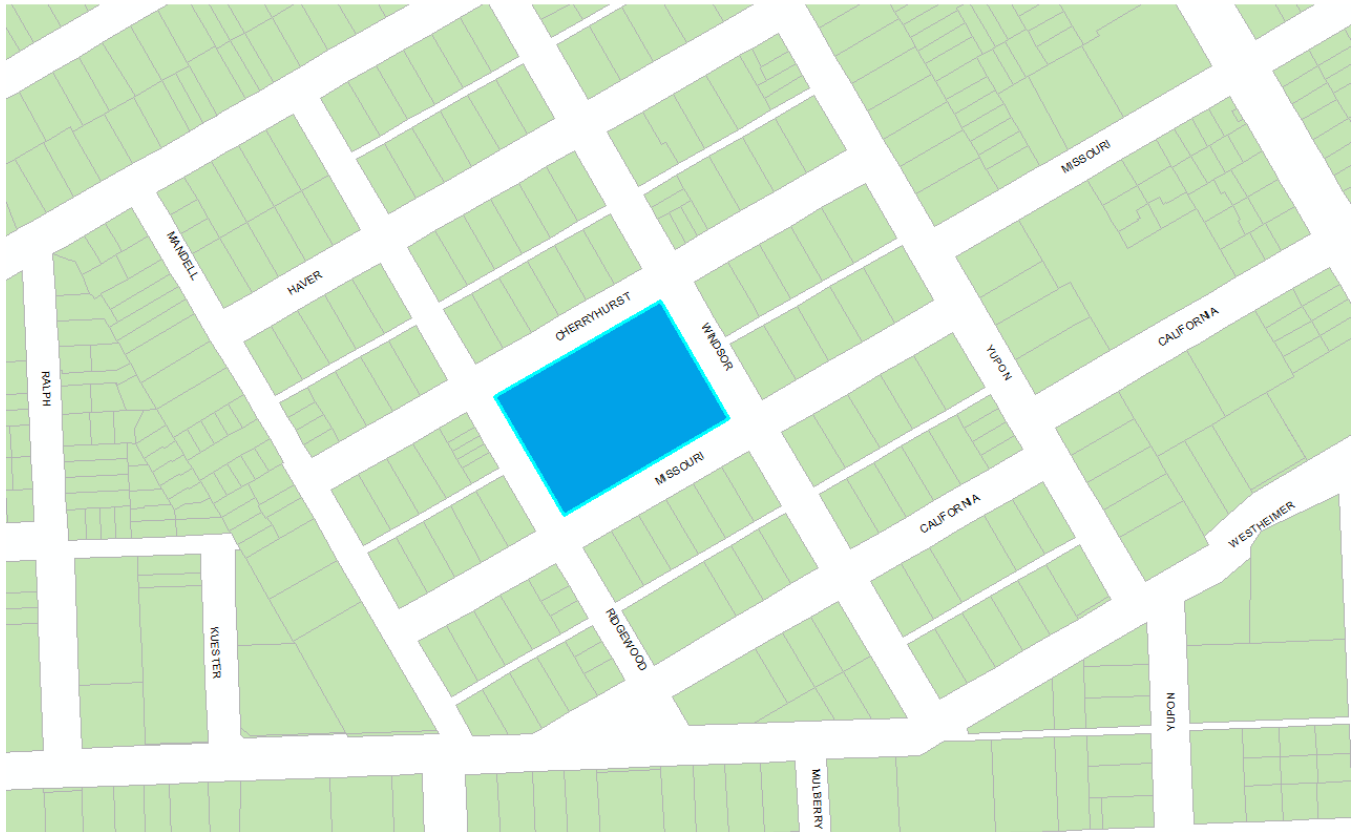 MISSOURI
MANDELL
HAVER
CHERRYHURST
CALIFORNIA
WINDSOR
YUPON
RALPH
MISSOURI
CALIFORNIA
WESTHEIMER
RIDGEWOOD
KUESTER
YUPON
MULBERRY